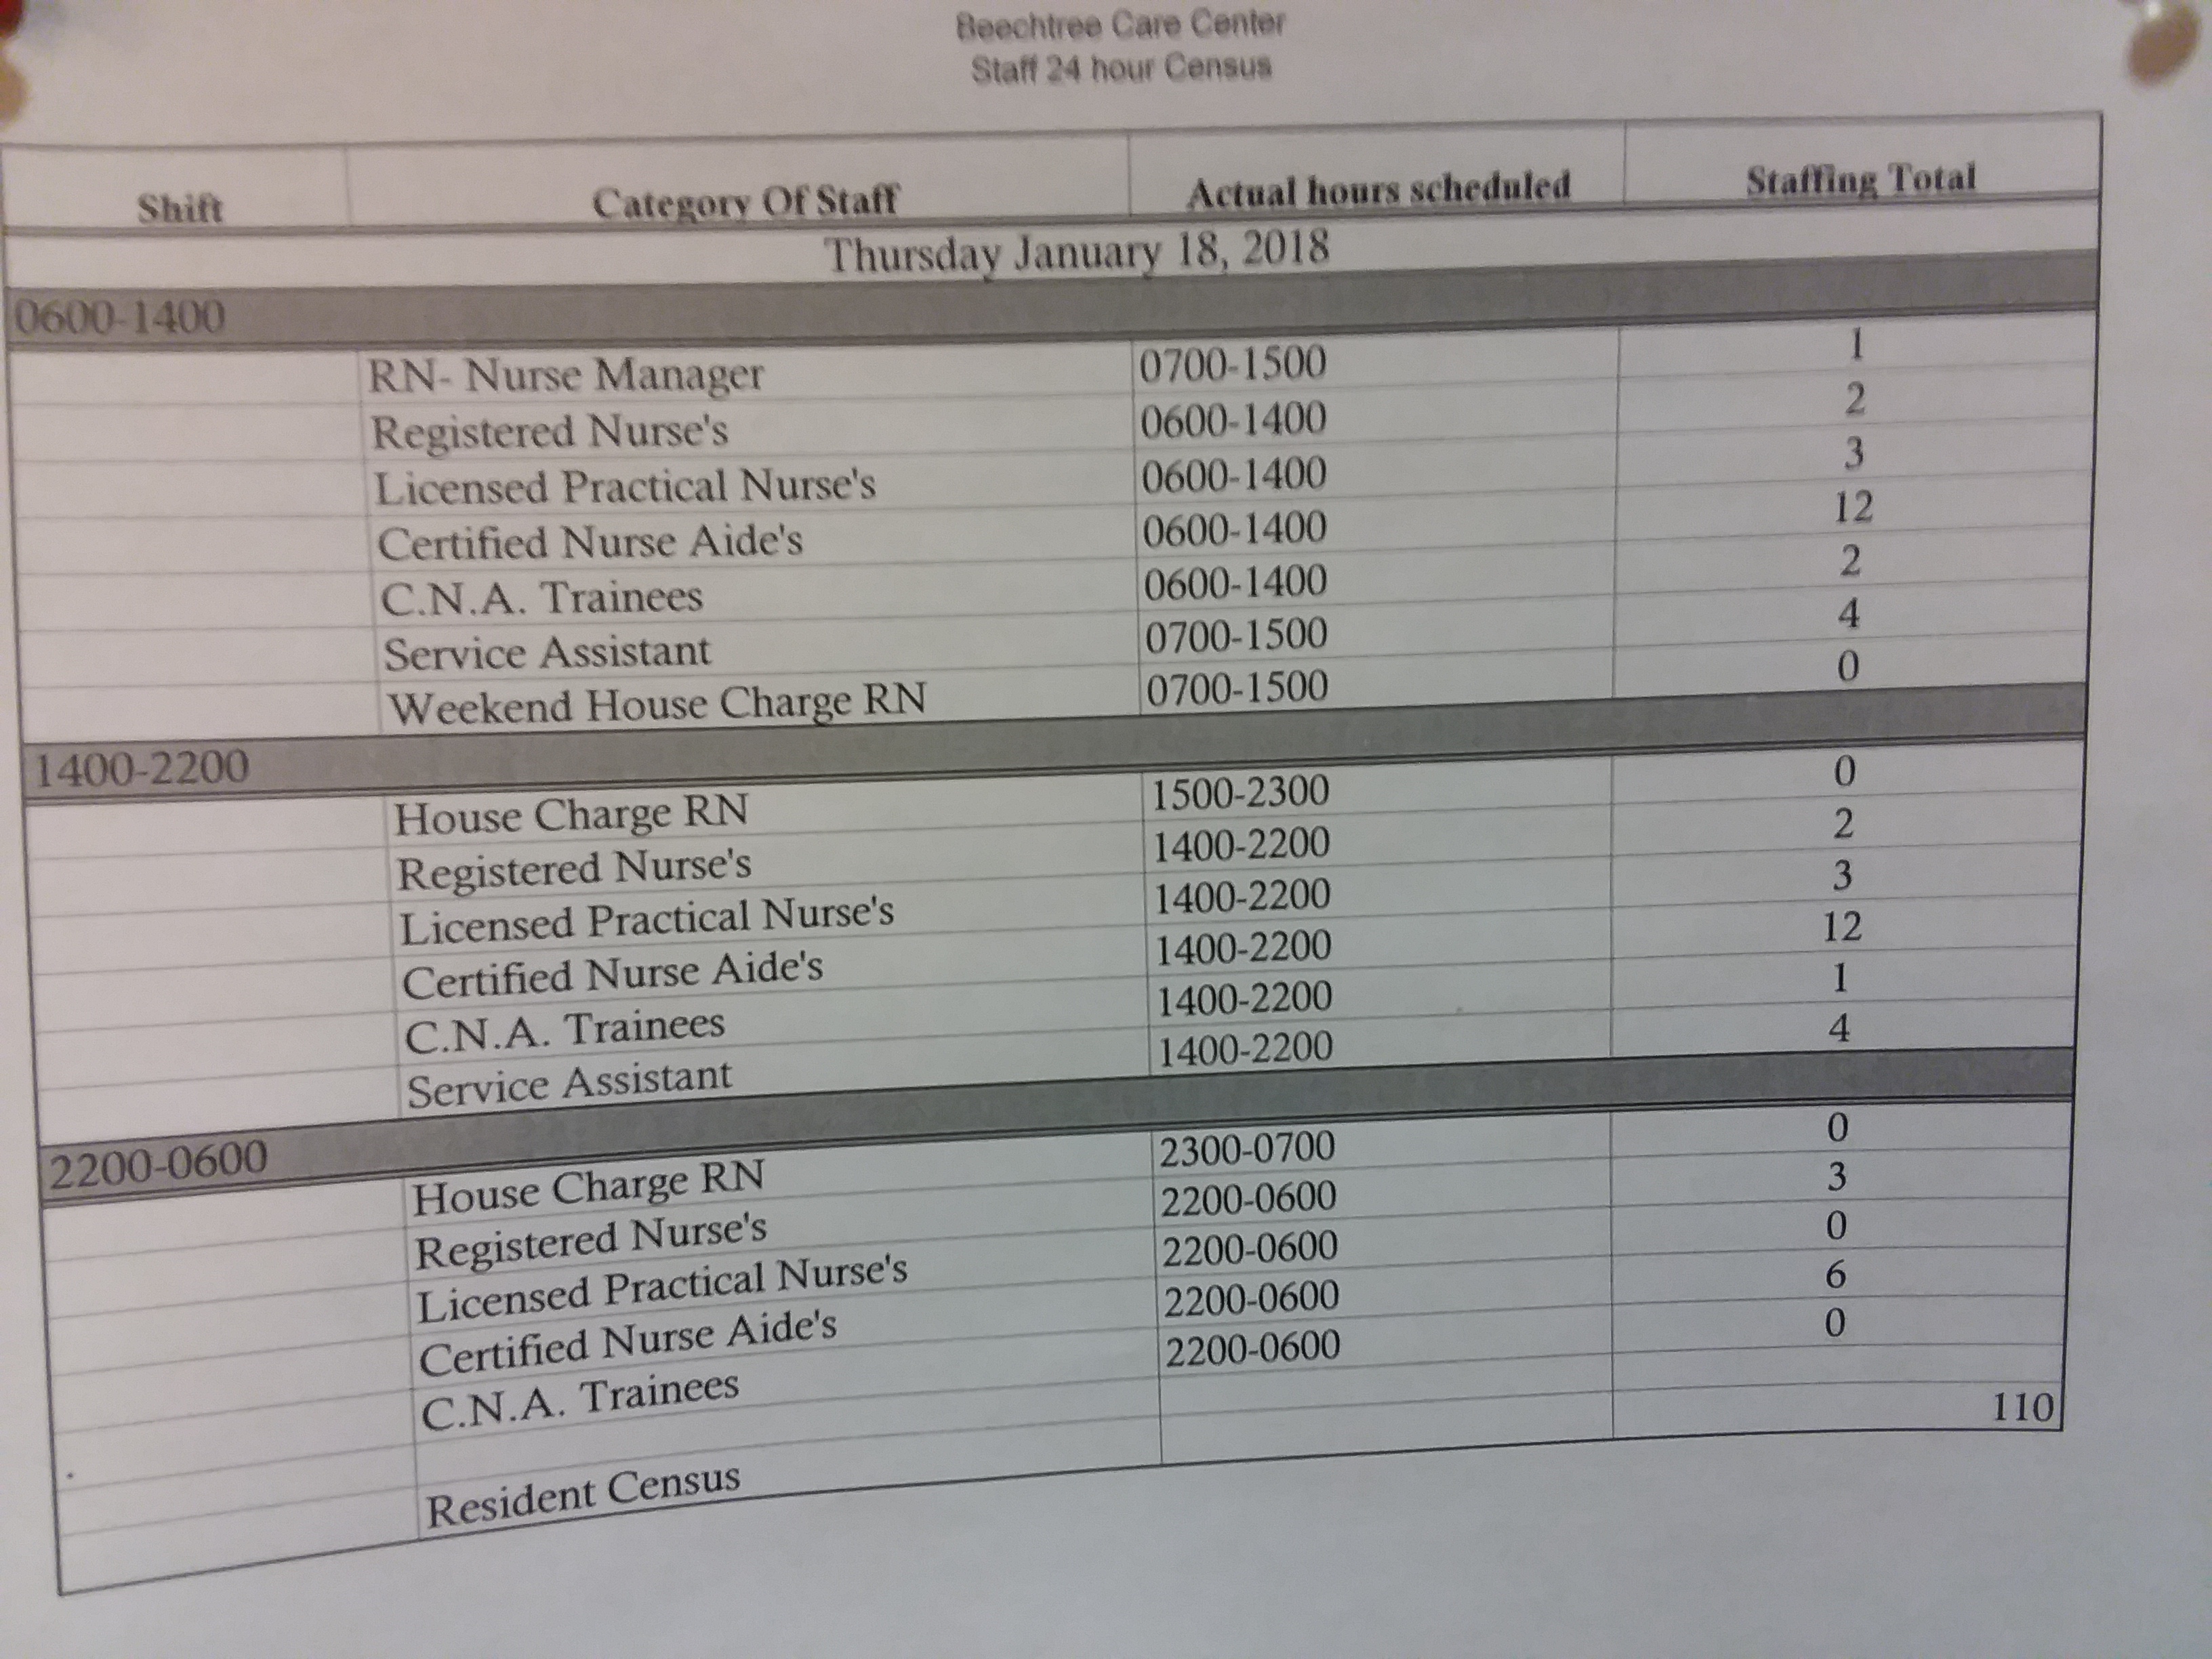 Beechtree Care Center
Staff 24 hour Census
Shift Category Of Staff Actual hours scheduled Staffing Total
Thursday January 18, 2018
0600-1400
RN- Nurse Manager 0700-1500 1
Registered Nurse's 0600-1400 2
Licensed Practical Nurse's 0600-1400 3
Certified Nurse Aide's 0600-1400 12
C.N.A. Trainees 0600-1400 2
Service Assistant 0700-1500 4
Weekend House Charge RN 0700-1500 0
1400-2200
House Charge RN 1500-2300 0
Registered Nurse's 1400-2200 2
Licensed Practical Nurse's 1400-2200 3
Certified Nurse Aide's 1400-2200 12
C.N.A. Trainees 1400-2200 1
Service Assistant 1400-2200 4
2200-0600
House Charge RN 2300-0700 0
Registered Nurse's 2200-0600 3
Licensed Practical Nurse's 2200-0600 0
Certified Nurse Aide's 2200-0600 6
C.N.A. Trainees 2200-0600 0
Resident Census 110